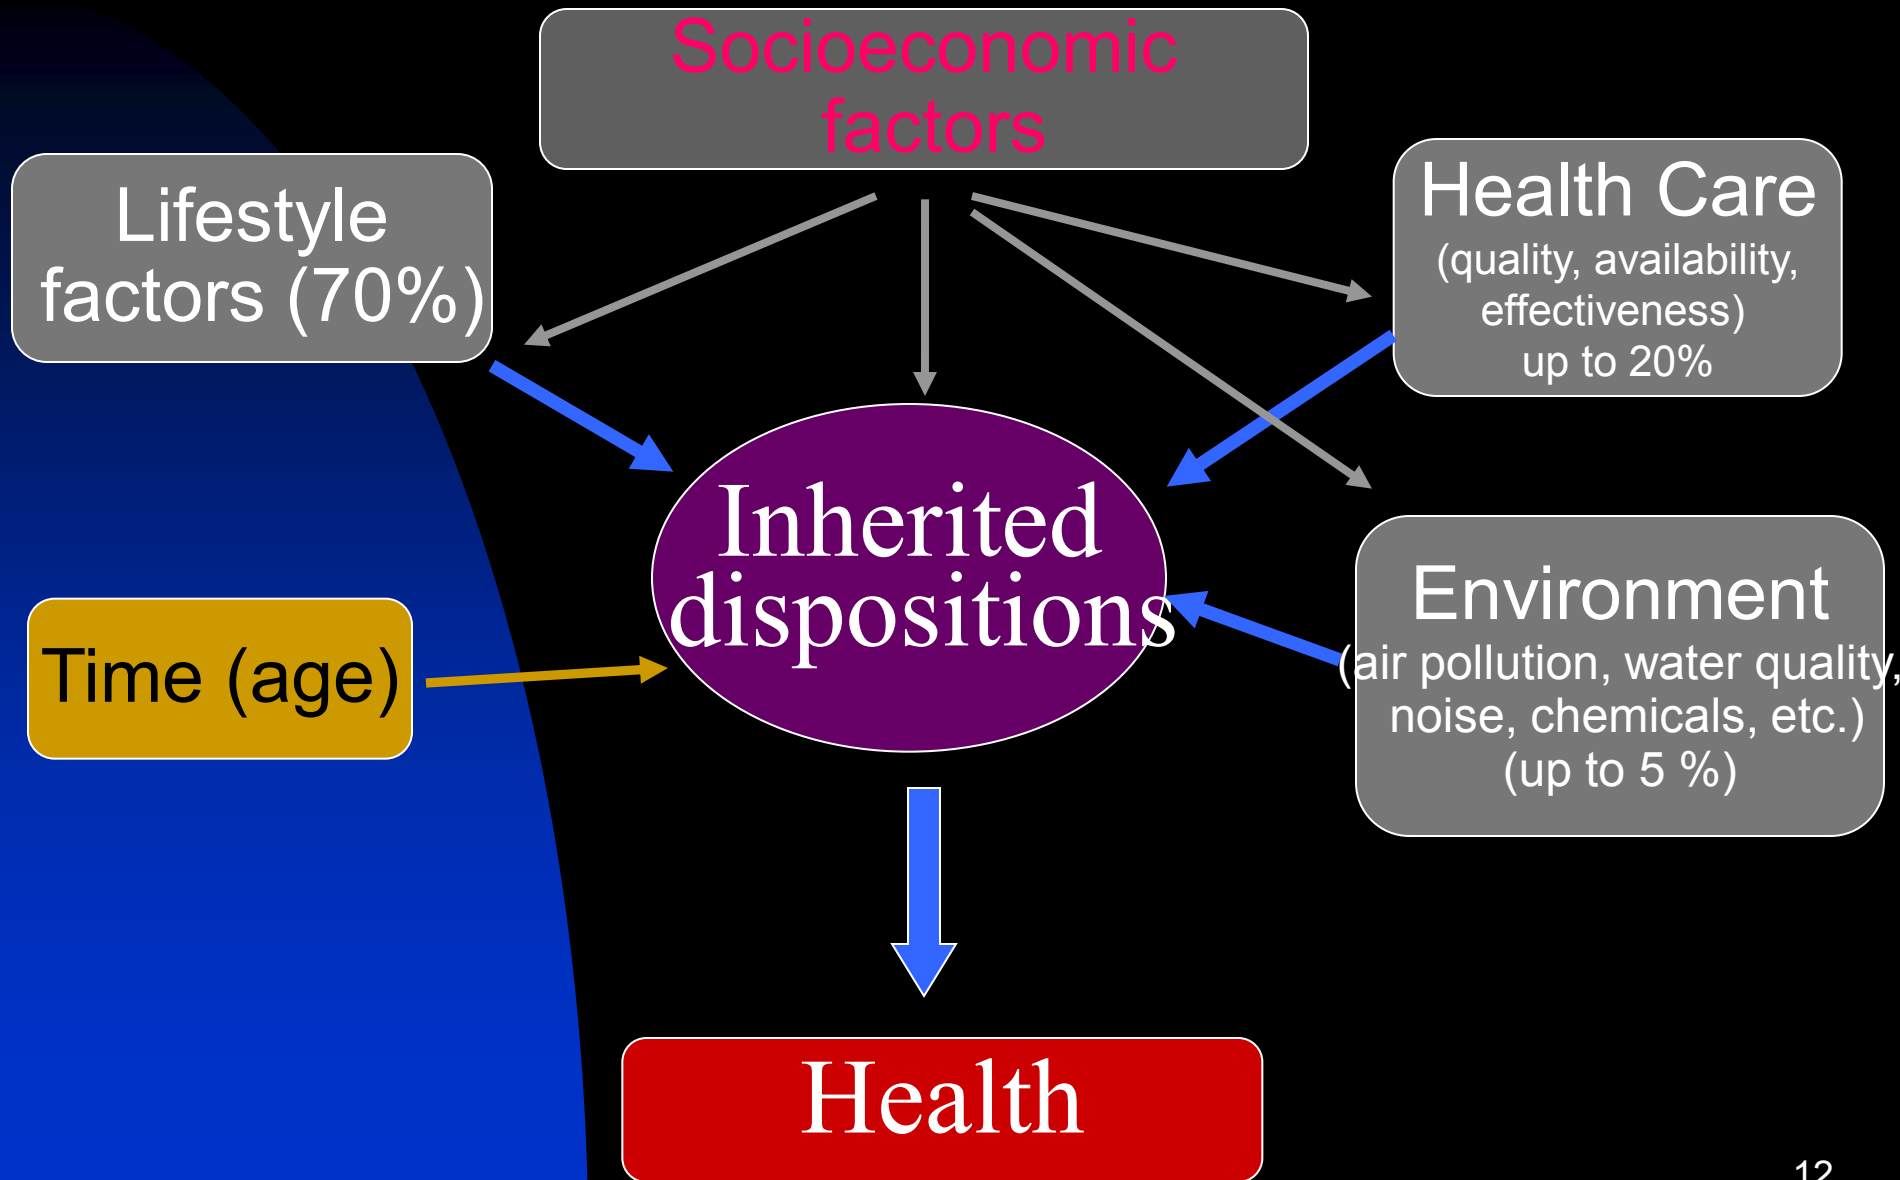 Socioeconomic
factors
Lifestyle
factors (70%)
Health Care
(quality, availability,
effectiveness)
up to 20%
Inherited
dispositions
Time (age)
Environment
(air pollution, water quality,
noise, chemicals, etc.)
(up to 5 %)
Health
12